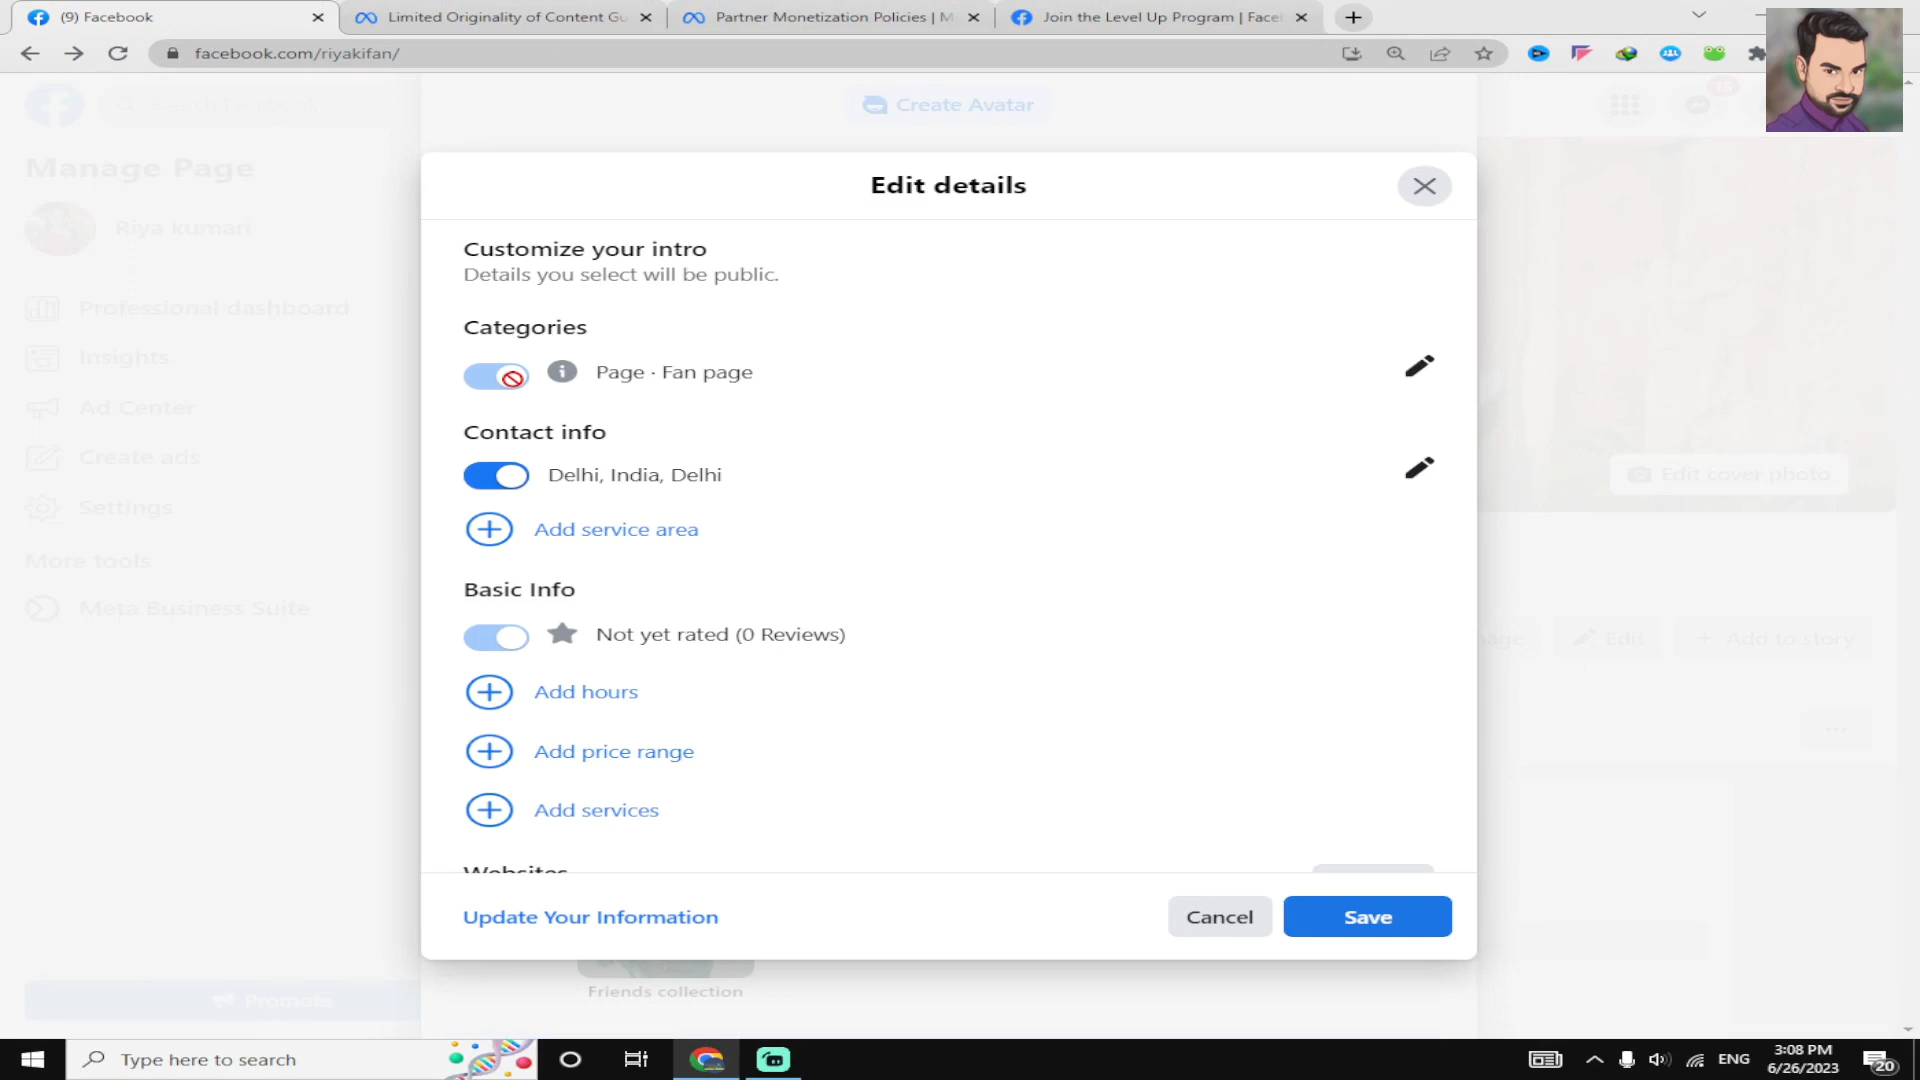 (9) Facebook
Limited Originality of Content Gu
Partner Monetization Policies | M
Join the Level Up Program | Facel
facebook.com/riyakifan/
Search Facebook
Create Avatar
15
Manage Page
Riya kumari
Professional dashboard
Insights
Ad Center
Create ads
Settings
More tools
Meta Business Suite
Promote
Edit details
Customize your intro
Details you select will be public.
Categories
Page · Fan page
Contact info
Delhi, India, Delhi
Add service area
Basic Info
Not yet rated (0 Reviews)
Add hours
Add price range
Add services
Websites
Update Your Information
Cancel
Save
Edit cover photo
Edit
+ Add to story
Friends collection
Type here to search
ENG
3:08 PM
6/26/2023
20